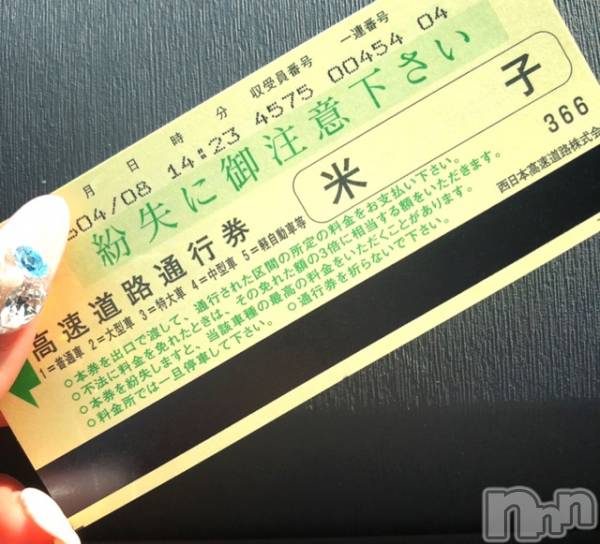 月 日 時 分 収受員番号 一連番号
04/08 14:23 4575 00454 04
紛失に御注意下さい
高速道路通行券
米子
366
1=普通車 2=大型車 3=特大車 4=中型車 5=軽自動車等
西日本高速道路株式会
○本券を出口で渡して、通行された区間の所定の料金をお支払い下さい。
○不法に料金を免れたときは、その免れた額の3倍に相当する額をいただきます。
○本券を紛失しますと、当該車種の最高の料金をいただくことがあります。
○料金所では一旦停車して下さい。 ○通行券を折らないで下さい。
nnn